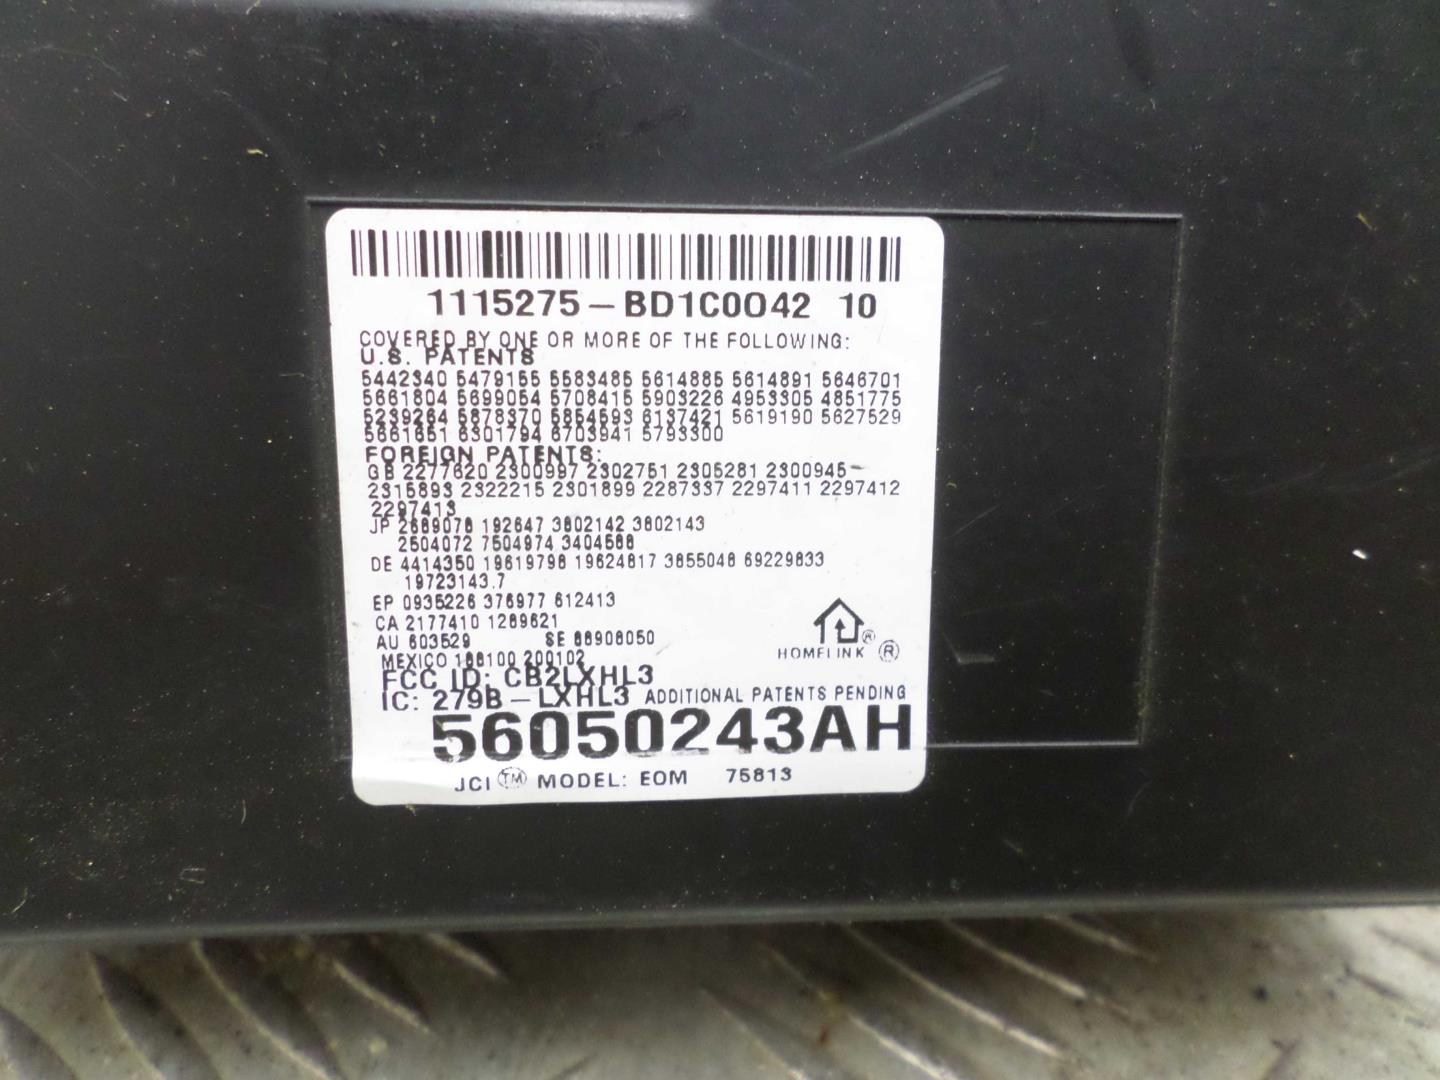 1115275-BD1C0042 10
COVERED BY ONE OR MORE OF THE FOLLOWING:
U.S. PATENTS
5442340 5479155 5583485 5614885 5614891 5646701
5661804 5699054 5708415 5903226 4953305 4851775
5239264 5878370 5854593 6137421 5619190 5627529
5661651 6301794 6703941 5793300
FOREIGN PATENTS:
GB 2277620 2300997 2302751 2305281 2300945
2315893 2322215 2301899 2287337 2297411 2297412
2297413
JP 2689078 192647 3802142 3802143
2504072 7504974 3404588
DE 4414350 19619798 19624817 3855048 69229833
19723143.7
EP 0935226 376977 612413
CA 2177410 1289621
AU 603529 SE 88908050
MEXICO 188100 200102
HOMELINK ®
FCC ID: CB2LXHL3
IC: 279B-LXHL3 ADDITIONAL PATENTS PENDING
56050243AH
JCI ™ MODEL: EOM 75813